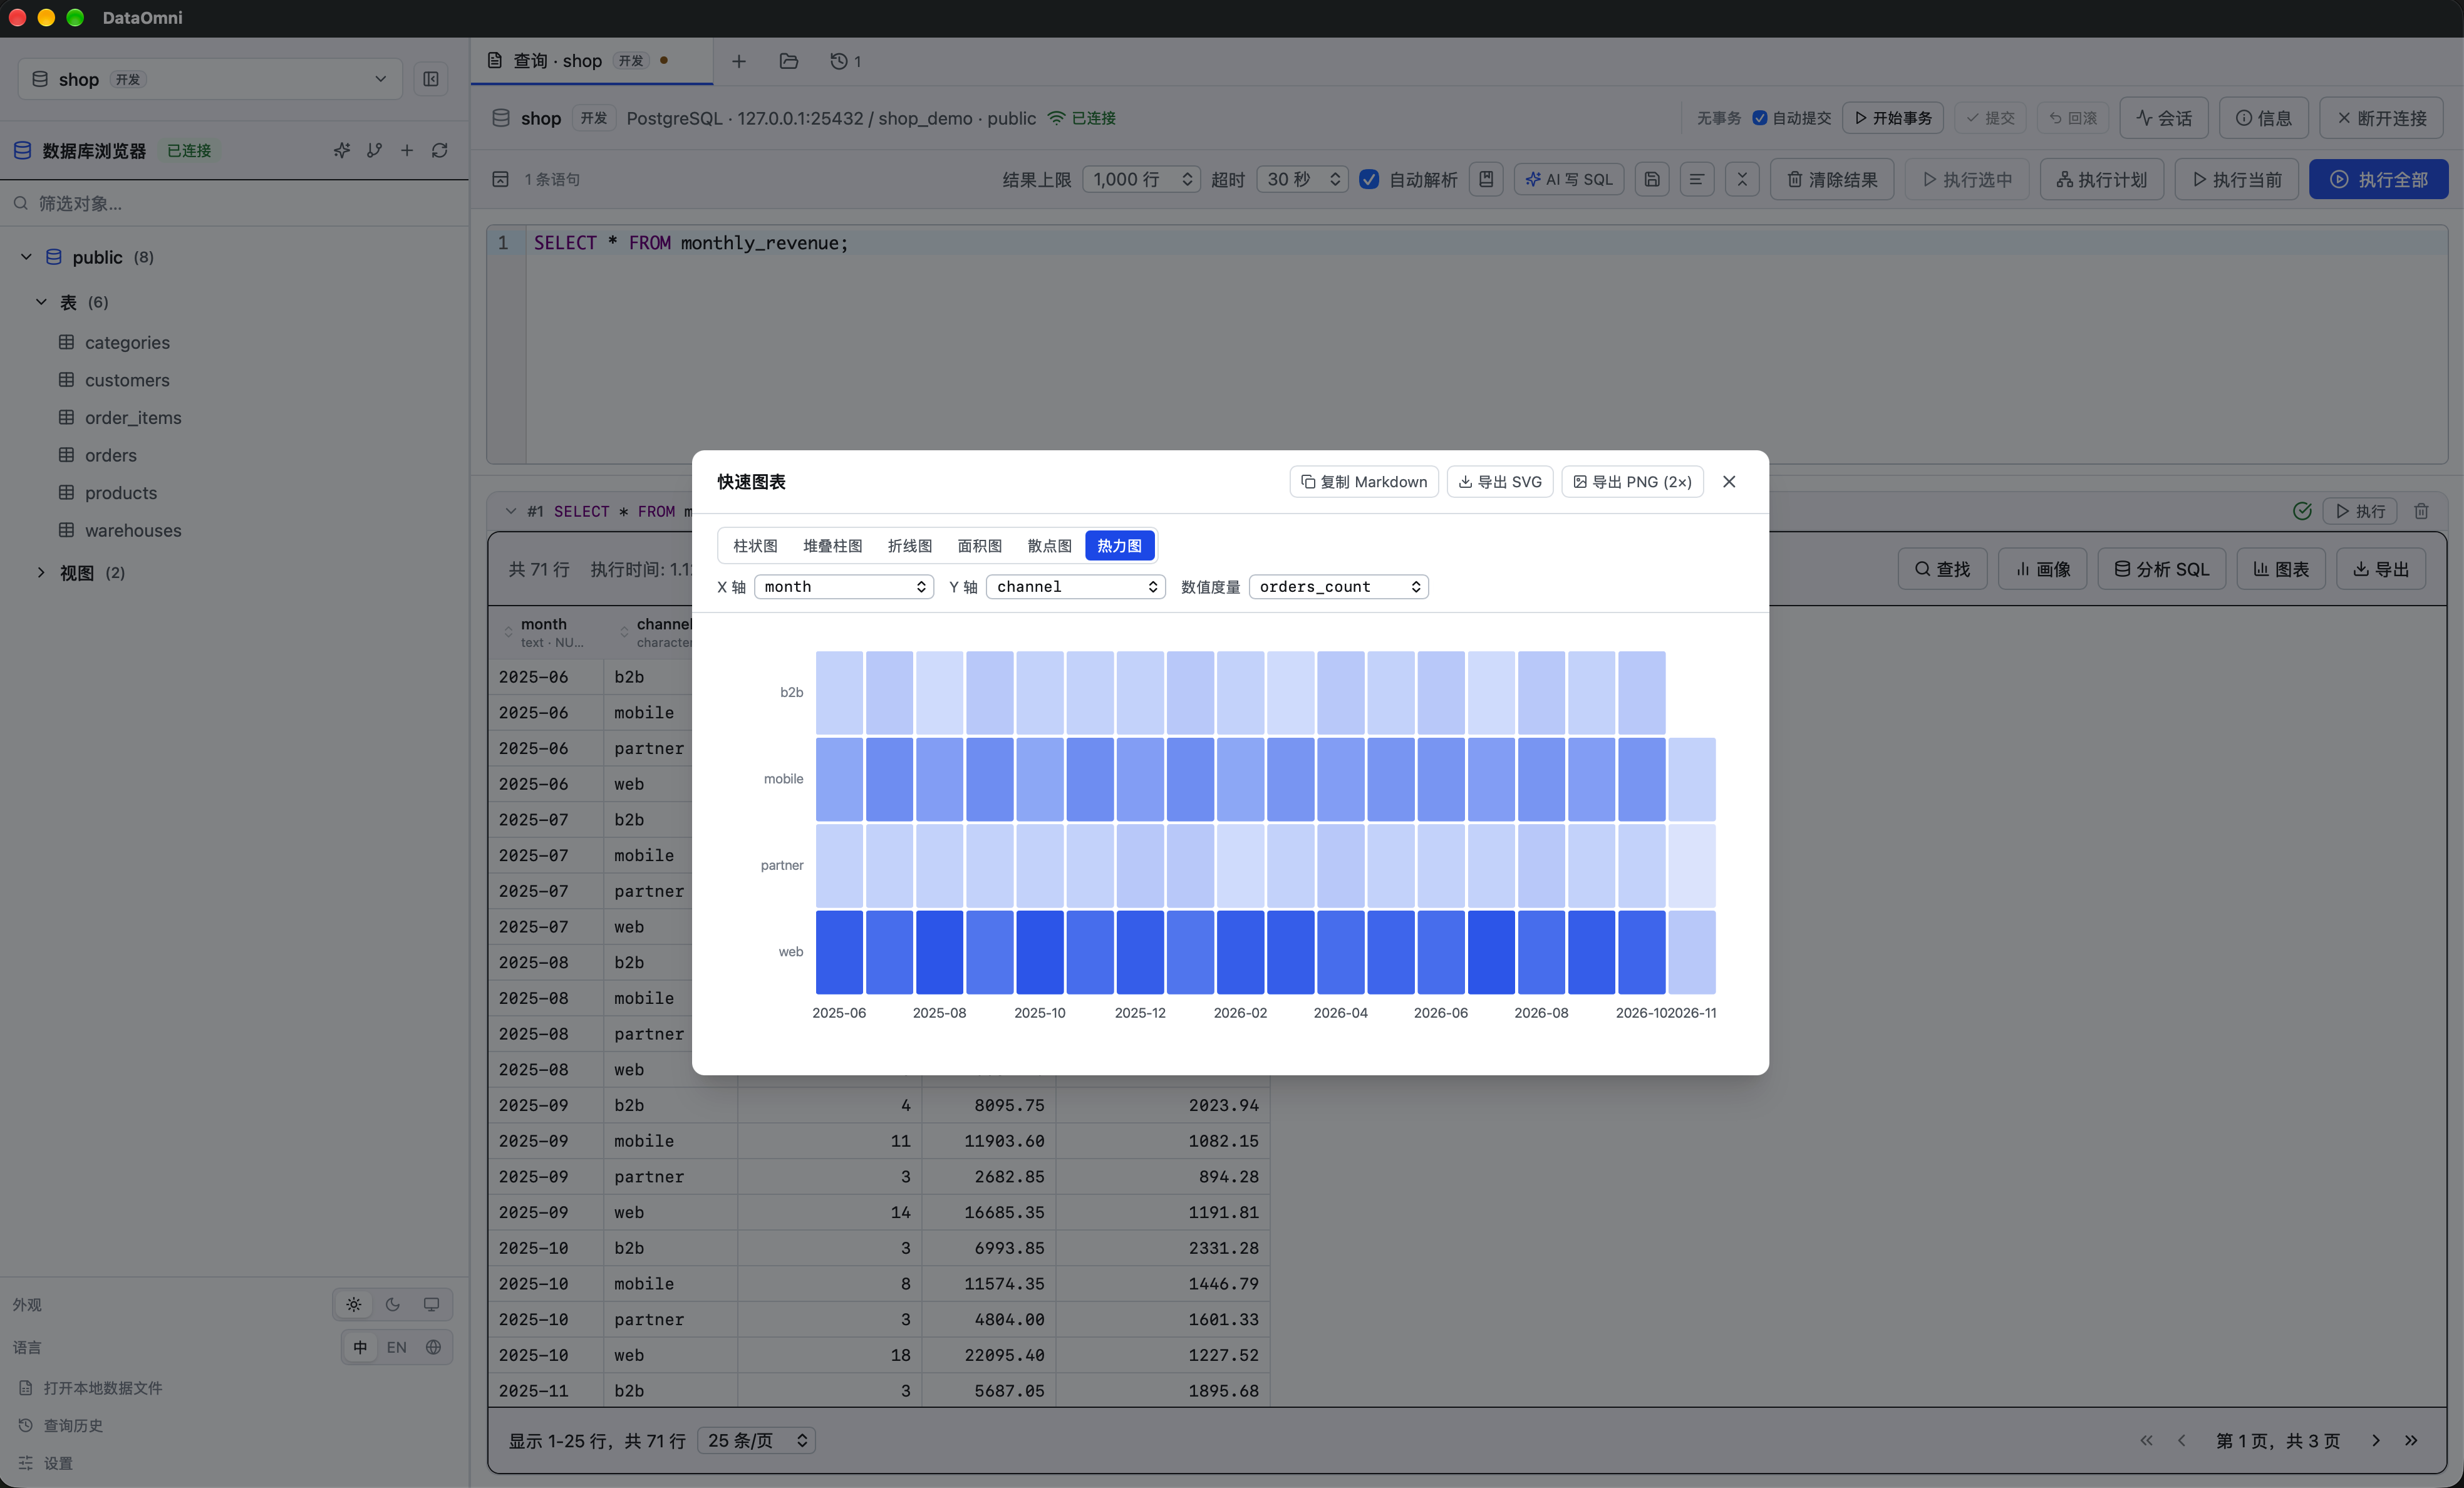 DataOmni
shop 开发
查询 · shop 开发
1
shop 开发 PostgreSQL · 127.0.0.1:25432 / shop_demo · public 已连接
无事务 自动提交 开始事务 提交 回滚 会话 信息 断开连接
数据库浏览器 已连接
1 条语句
结果上限 1,000 行 超时 30 秒 自动解析 AI 写 SQL 清除结果 执行选中 执行计划 执行当前 执行全部
筛选对象...
1 SELECT * FROM monthly_revenue;
public (8)
表 (6)
categories
customers
order_items
orders
products
warehouses
视图 (2)
快速图表 复制 Markdown 导出 SVG 导出 PNG (2×)
#1 SELECT * FROM
执行
柱状图 堆叠柱图 折线图 面积图 散点图 热力图
共 71 行 执行时间:
查找 画像 分析 SQL 图表 导出
X 轴 month Y 轴 channel 数值度量 orders_count
month channel
text · NU...
b2b
mobile
partner
web
2025-06 2025-08 2025-10 2025-12 2026-02 2026-04 2026-06 2026-08 2026-10 2026-11
2025-06 b2b
2025-06 mobile
2025-06 partner
2025-06 web
2025-07 b2b
2025-07 mobile
2025-07 partner
2025-07 web
2025-08 b2b
2025-08 mobile
2025-08 partner
2025-08 web
2025-09 b2b 4 8095.75 2023.94
2025-09 mobile 11 11903.60 1082.15
2025-09 partner 3 2682.85 894.28
2025-09 web 14 16685.35 1191.81
2025-10 b2b 3 6993.85 2331.28
2025-10 mobile 8 11574.35 1446.79
2025-10 partner 3 4804.00 1601.33
2025-10 web 18 22095.40 1227.52
2025-11 b2b 3 5687.05 1895.68
外观
语言 中 EN
打开本地数据文件
查询历史
设置
显示 1-25 行，共 71 行 25 条/页
第 1 页，共 3 页